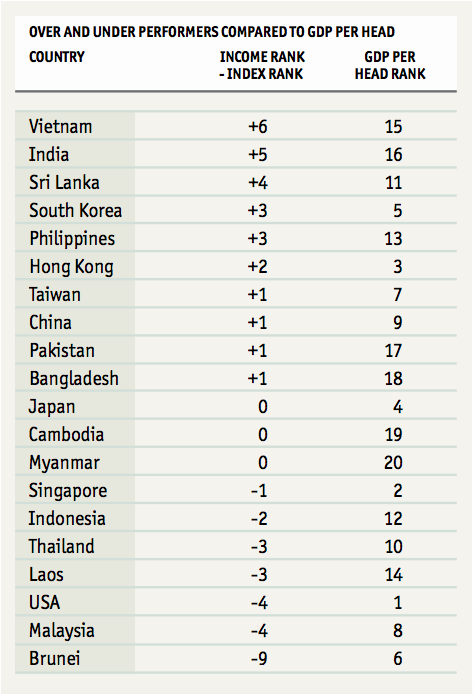 OVER AND UNDER PERFORMERS COMPARED TO GDP PER HEAD
COUNTRY INCOME RANK GDP PER
- INDEX RANK HEAD RANK
Vietnam +6 15
India +5 16
Sri Lanka +4 11
South Korea +3 5
Philippines +3 13
Hong Kong +2 3
Taiwan +1 7
China +1 9
Pakistan +1 17
Bangladesh +1 18
Japan 0 4
Cambodia 0 19
Myanmar 0 20
Singapore -1 2
Indonesia -2 12
Thailand -3 10
Laos -3 14
USA -4 1
Malaysia -4 8
Brunei -9 6